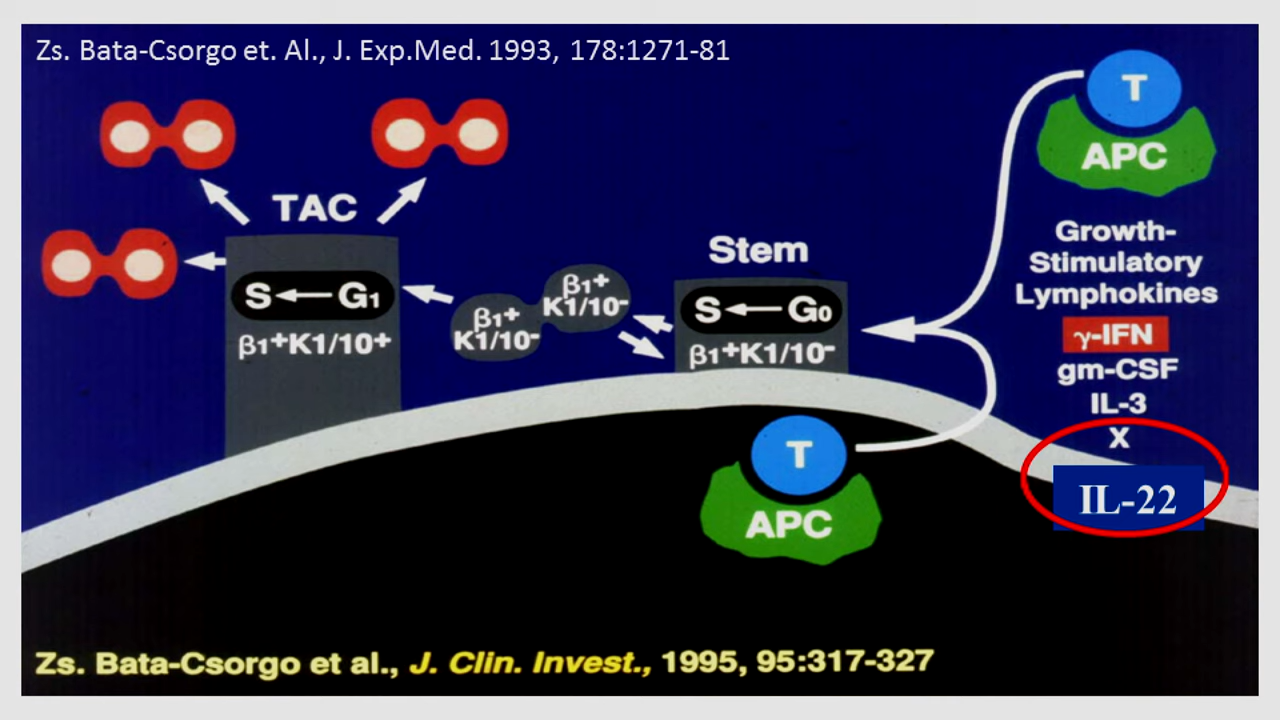 Zs. Bata-Csorgo et. Al., J. Exp.Med. 1993, 178:1271-81
T
APC
TAC
S←G₁
β₁+K1/10+
β₁+
K1/10⁻
β₁+
K1/10⁻
Stem
S←G₀
β₁+K1/10⁻
Growth-
Stimulatory
Lymphokines
γ-IFN
gm-CSF
IL-3
X
IL-22
T
APC
Zs. Bata-Csorgo et al., J. Clin. Invest., 1995, 95:317-327